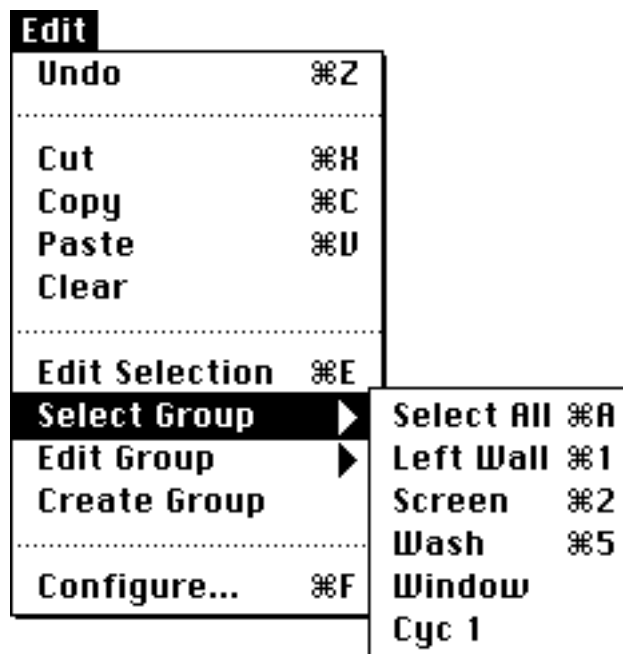 Edit
Undo ⌘Z
Cut ⌘X
Copy ⌘C
Paste ⌘V
Clear
Edit Selection ⌘E
Select Group
Edit Group
Create Group
Configure... ⌘F
Select All ⌘A
Left Wall ⌘1
Screen ⌘2
Wash ⌘5
Window
Cyc 1